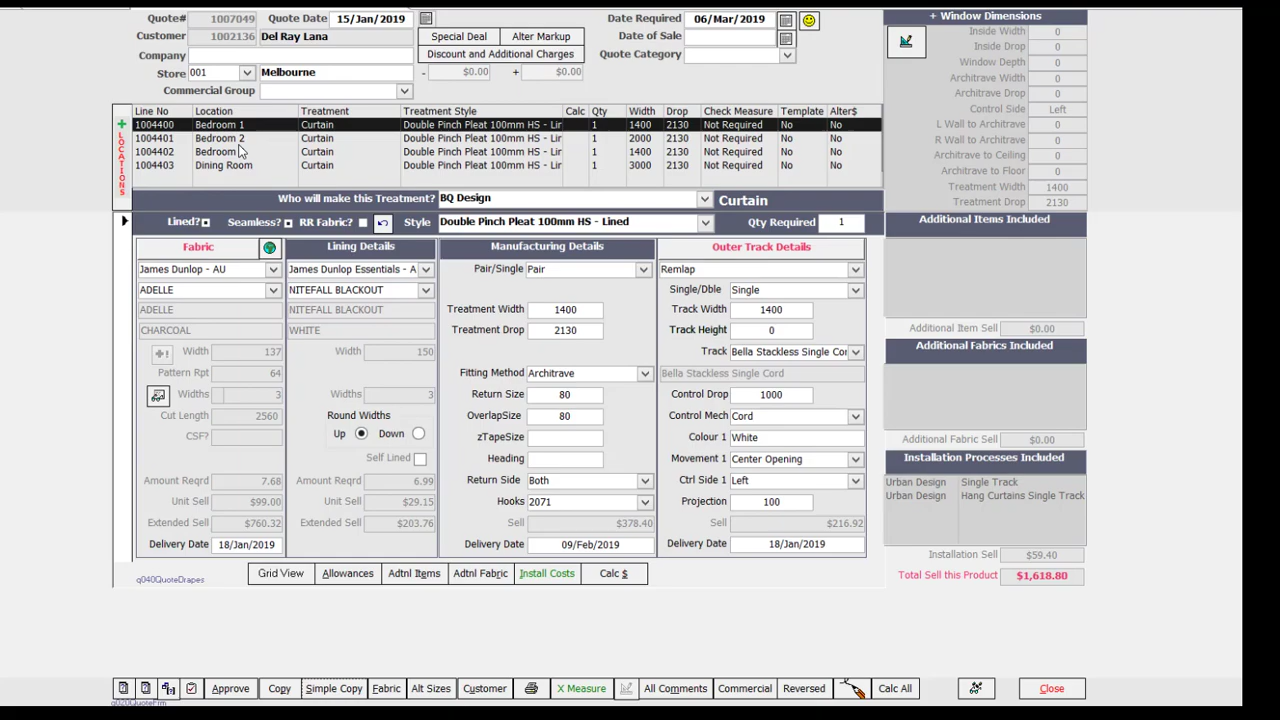 Quote# 1007049 Quote Date 15/Jan/2019 Date Required 06/Mar/2019
Customer 1002136 Del Ray Lana Special Deal Alter Markup Date of Sale
Company Discount and Additional Charges Quote Category
Store 001 Melbourne - $0.00 + $0.00
Commercial Group
Line No Location Treatment Treatment Style Calc Qty Width Drop Check Measure Template Alter$
1004400 Bedroom 1 Curtain Double Pinch Pleat 100mm HS - Lir 1 1400 2130 Not Required No No
1004401 Bedroom 2 Curtain Double Pinch Pleat 100mm HS - Lir 1 2000 2130 Not Required No No
1004402 Bedroom Curtain Double Pinch Pleat 100mm HS - Lir 1 1400 2130 Not Required No No
1004403 Dining Room Curtain Double Pinch Pleat 100mm HS - Lir 1 3000 2130 Not Required No No
LOCATIONS
Who will make this Treatment? BQ Design Curtain
Lined? Seamless? RR Fabric? Style Double Pinch Pleat 100mm HS - Lined Qty Required 1
Fabric
James Dunlop - AU
ADELLE
ADELLE
CHARCOAL
Width 137
Pattern Rpt 64
Widths 3
Cut Length 2560
CSF?
Amount Reqrd 7.68
Unit Sell $99.00
Extended Sell $760.32
Delivery Date 18/Jan/2019
Lining Details
James Dunlop Essentials - A
NITEFALL BLACKOUT
NITEFALL BLACKOUT
WHITE
Width 150
Widths 3
Round Widths
Up Down
Self Lined
Amount Reqrd 6.99
Unit Sell $29.15
Extended Sell $203.76
Manufacturing Details
Pair/Single Pair
Treatment Width 1400
Treatment Drop 2130
Fitting Method Architrave
Return Size 80
OverlapSize 80
zTapeSize
Heading
Return Side Both
Hooks 2071
Sell $378.40
Delivery Date 09/Feb/2019
Outer Track Details
Remlap
Single/Dble Single
Track Width 1400
Track Height 0
Track Bella Stackless Single Cor
Bella Stackless Single Cord
Control Drop 1000
Control Mech Cord
Colour 1 White
Movement 1 Center Opening
Ctrl Side 1 Left
Projection 100
Sell $216.92
Delivery Date 18/Jan/2019
+ Window Dimensions
Inside Width 0
Inside Drop 0
Window Depth 0
Architrave Width 0
Architrave Drop 0
Control Side Left
L Wall to Architrave 0
R Wall to Architrave 0
Architrave to Ceiling 0
Architrave to Floor 0
Treatment Width 1400
Treatment Drop 2130
Additional Items Included
Additional Item Sell $0.00
Additional Fabrics Included
Additional Fabric Sell $0.00
Installation Processes Included
Urban Design Single Track
Urban Design Hang Curtains Single Track
Installation Sell $59.40
Total Sell this Product $1,618.80
q040QuoteDrapes Grid View Allowances Adtnl Items Adtnl Fabric Install Costs Calc $
Approve Copy Simple Copy Fabric Alt Sizes Customer X Measure All Comments Commercial Reversed Calc All Close
q020QuoteFrm